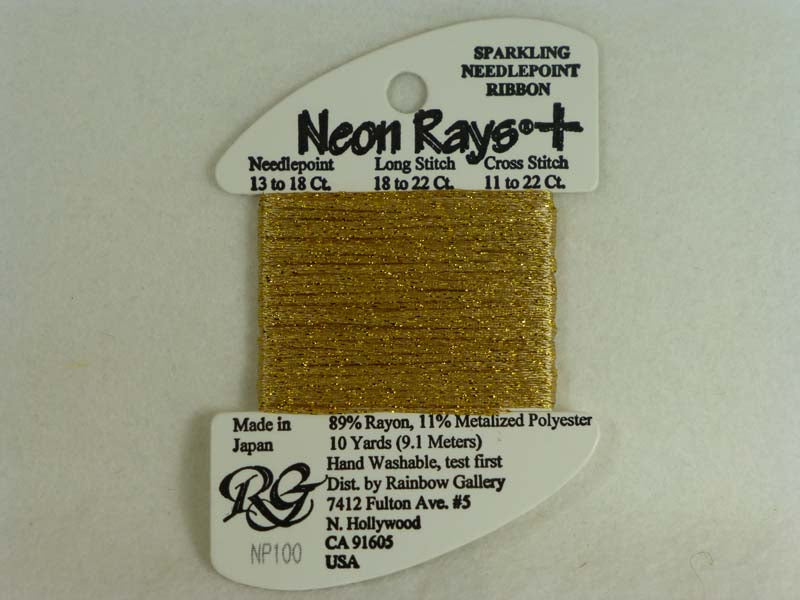 SPARKLING
NEEDLEPOINT
RIBBON
Neon Rays®+
Needlepoint Long Stitch Cross Stitch
13 to 18 Ct. 18 to 22 Ct. 11 to 22 Ct.
Made in
Japan
89% Rayon, 11% Metalized Polyester
10 Yards (9.1 Meters)
Hand Washable, test first
Dist. by Rainbow Gallery
7412 Fulton Ave. #5
N. Hollywood
CA 91605
USA
RG
NP100